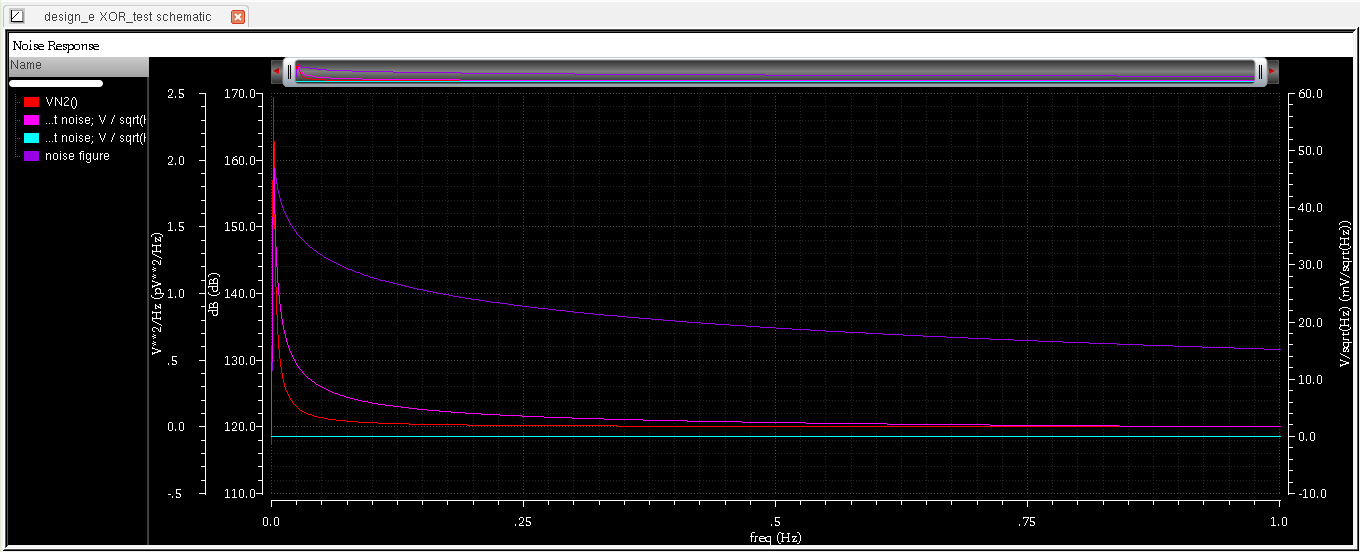 design_e XOR_test schematic
Noise Response
Name
VN2()
...t noise; V / sqrt(H
...t noise; V / sqrt(H
noise figure
2.5
2.0
1.5
1.0
.5
0.0
-.5
V**2/Hz (pV**2/Hz)
170.0
160.0
150.0
140.0
130.0
120.0
110.0
dB (dB)
60.0
50.0
40.0
30.0
20.0
10.0
0.0
-10.0
V/sqrt(Hz) (mV/sqrt(Hz))
0.0 .25 .5 .75 1.0
freq (Hz)